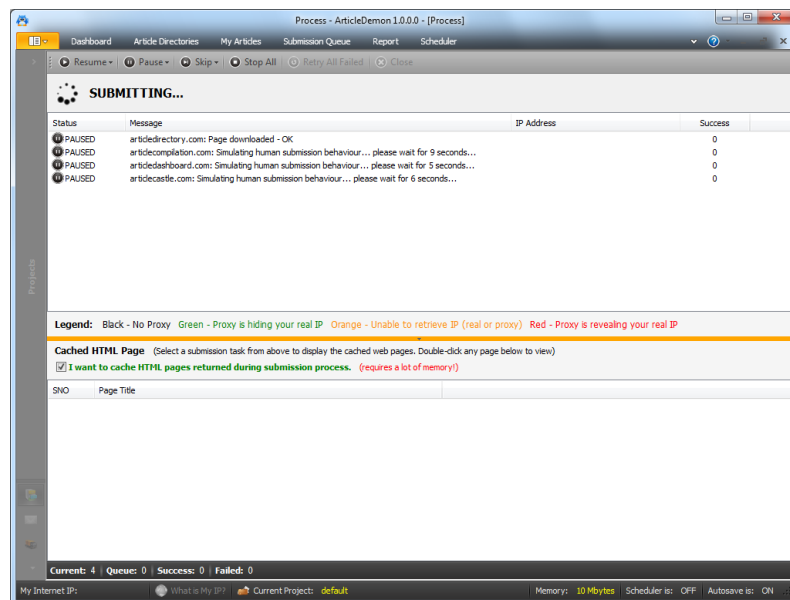 Process - ArticleDemon 1.0.0.0 - [Process]
Dashboard Article Directories My Articles Submission Queue Report Scheduler
Resume Pause Skip Stop All Retry All Failed Close
SUBMITTING...
Status Message IP Address Success
PAUSED articledirectory.com: Page downloaded - OK 0
PAUSED articlecompilation.com: Simulating human submission behaviour... please wait for 9 seconds... 0
PAUSED articledashboard.com: Simulating human submission behaviour... please wait for 5 seconds... 0
PAUSED articlecastle.com: Simulating human submission behaviour... please wait for 6 seconds... 0
Projects
Legend: Black - No Proxy Green - Proxy is hiding your real IP Orange - Unable to retrieve IP (real or proxy) Red - Proxy is revealing your real IP
Cached HTML Page (Select a submission task from above to display the cached web pages. Double-click any page below to view)
I want to cache HTML pages returned during submission process. (requires a lot of memory!)
SNO Page Title
Current: 4 Queue: 0 Success: 0 Failed: 0
My Internet IP: What is My IP? Current Project: default Memory: 10 Mbytes Scheduler is: OFF Autosave is: ON